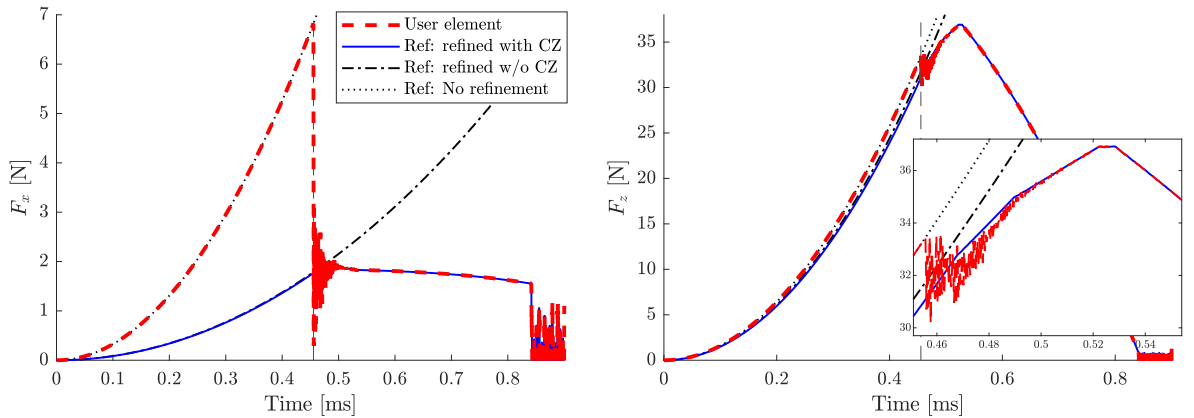 7
6
5
4
3
2
1
0
F_x [N]
0 0.1 0.2 0.3 0.4 0.5 0.6 0.7 0.8
Time [ms]
User element
Ref: refined with CZ
Ref: refined w/o CZ
Ref: No refinement
35
30
25
20
15
10
5
0
F_z [N]
0 0.2 0.4 0.6 0.8
Time [ms]
36
34
32
30
0.46 0.48 0.5 0.52 0.54